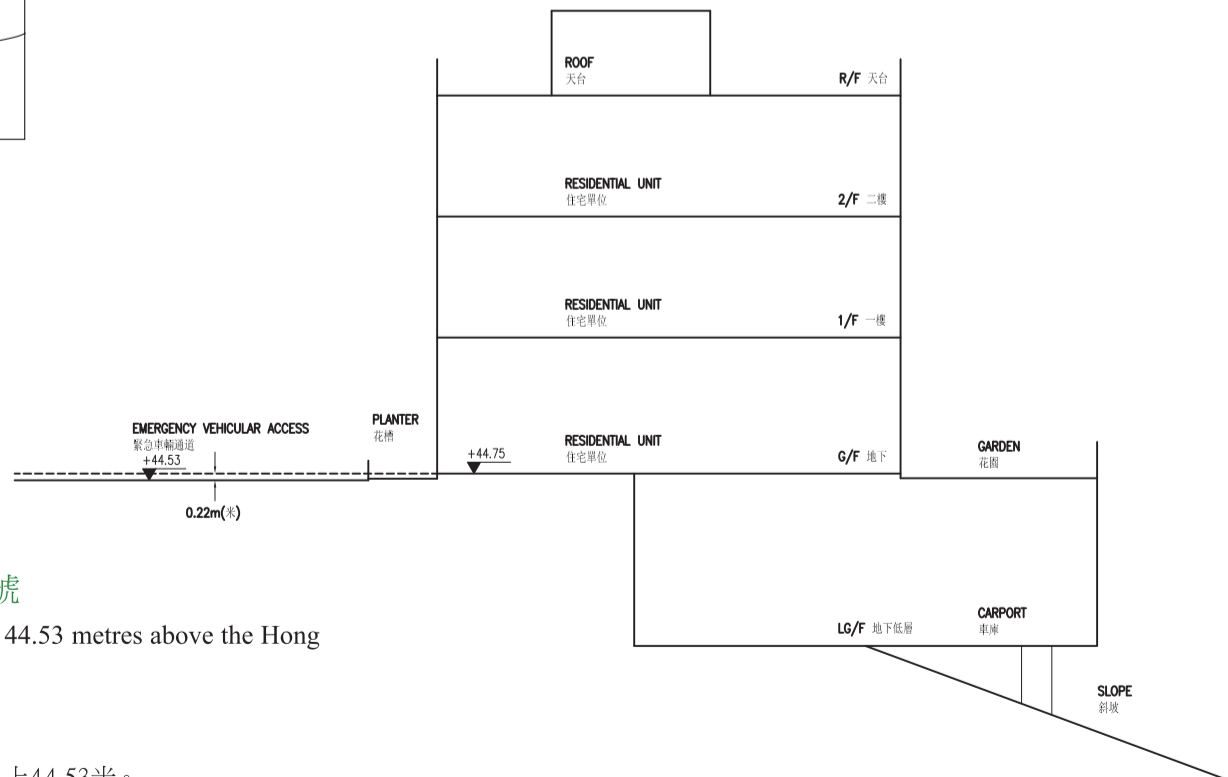 ROOF
天台
R/F 天台
RESIDENTIAL UNIT
住宅單位
2/F 二樓
RESIDENTIAL UNIT
住宅單位
1/F 一樓
EMERGENCY VEHICULAR ACCESS
緊急車輛通道
+44.53
PLANTER
花槽
+44.75
RESIDENTIAL UNIT
住宅單位
G/F 地下
GARDEN
花園
0.22m(米)
號
44.53 metres above the Hong
LG/F 地下低層
CARPORT
車庫
SLOPE
斜坡
上44.53米。